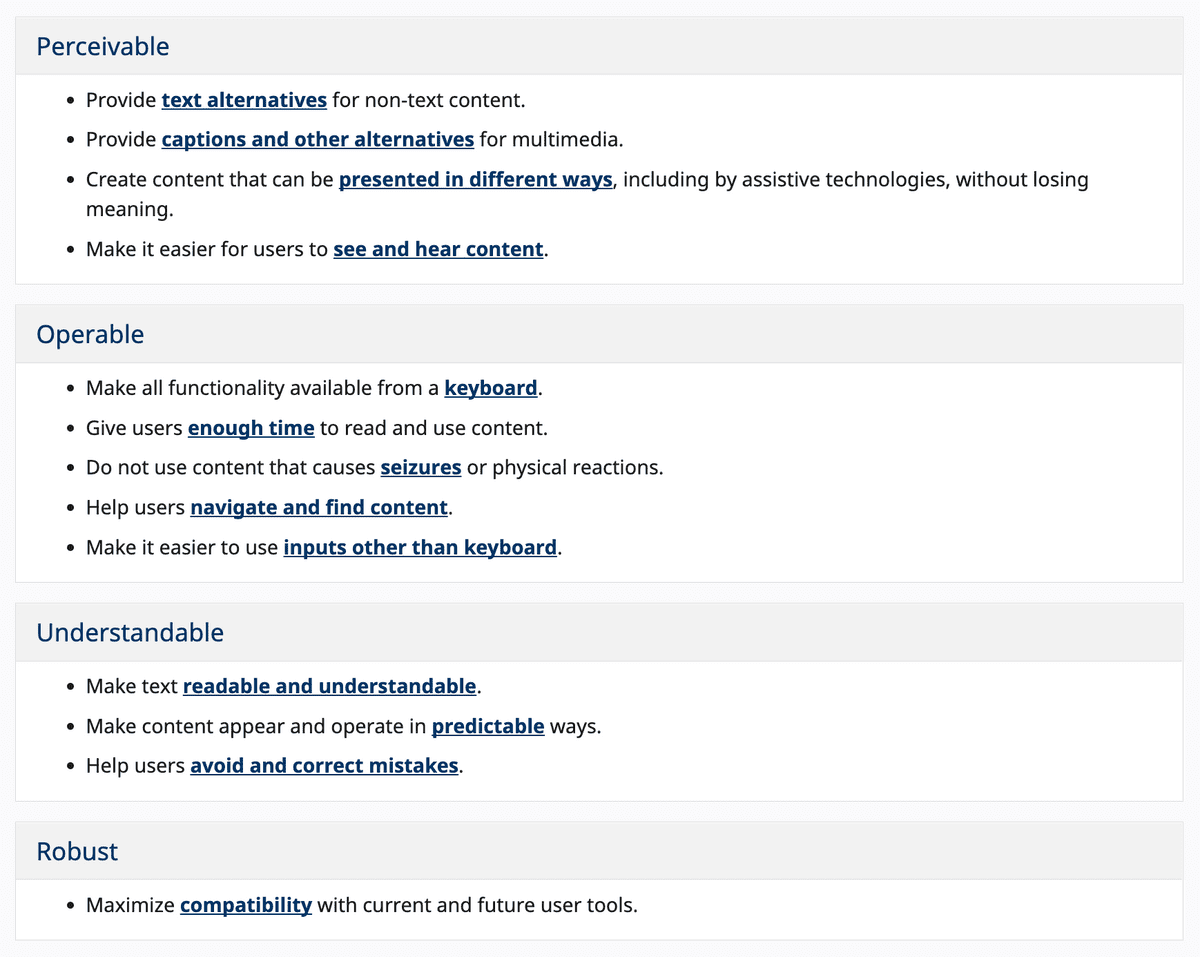 Perceivable
• Provide text alternatives for non-text content.
• Provide captions and other alternatives for multimedia.
• Create content that can be presented in different ways, including by assistive technologies, without losing
meaning.
• Make it easier for users to see and hear content.
Operable
• Make all functionality available from a keyboard.
• Give users enough time to read and use content.
• Do not use content that causes seizures or physical reactions.
• Help users navigate and find content.
• Make it easier to use inputs other than keyboard.
Understandable
• Make text readable and understandable.
• Make content appear and operate in predictable ways.
• Help users avoid and correct mistakes.
Robust
• Maximize compatibility with current and future user tools.